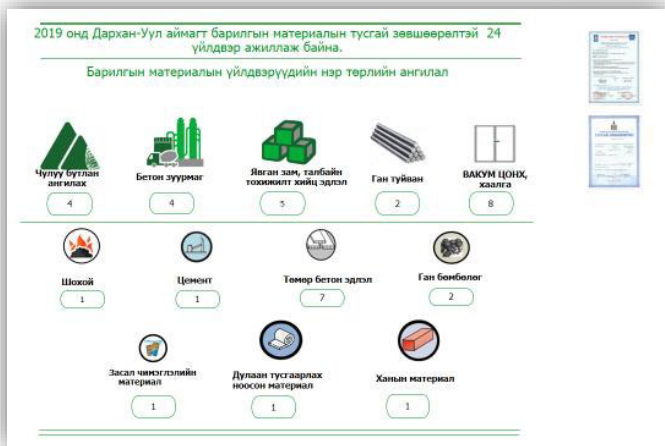 2019 онд Дархан-Уул аймагт барилгын материалын тусгай зөвшөөрөлтэй 24
үйлдвэр ажиллаж байна.
Барилгын материалын үйлдвэрүүдийн нэр төрлийн ангилал
Чулуу бутлан
ангилах
4
Бетон зуурмаг
4
Явган зам, талбайн
тохижилт хийц эдлэл
5
Ган туйван
2
ВАКУМ ЦОНХ,
хаалга
8
Шохой
1
Цемент
1
Төмөр бетон эдлэл
7
Ган бөмбөлөг
2
Засал чимэглэлийн
материал
1
Дулаан тусгаарлах
ноосон материал
1
Ханын материал
1